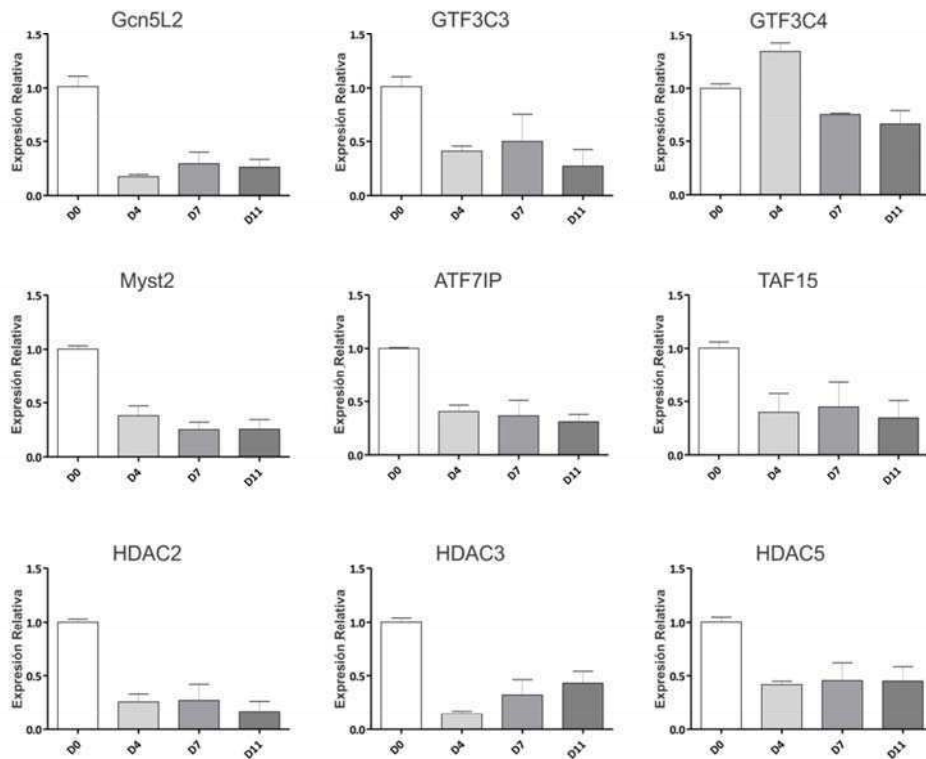 Gcn5L2
Expresión Relativa
1.5
1.0
0.5
0.0
D0 D4 D7 D11
GTF3C3
Expresión Relativa
1.5
1.0
0.5
0.0
D0 D4 D7 D11
GTF3C4
Expresión Relativa
1.5
1.0
0.5
0.0
D0 D4 D7 D11
Myst2
Expresión Relativa
1.5
1.0
0.5
0.0
D0 D4 D7 D11
ATF7IP
Expresión Relativa
1.5
1.0
0.5
0.0
D0 D4 D7 D11
TAF15
Expresión Relativa
1.5
1.0
0.5
0.0
D0 D4 D7 D11
HDAC2
Expresión Relativa
1.5
1.0
0.5
0.0
D0 D4 D7 D11
HDAC3
Expresión Relativa
1.5
1.0
0.5
0.0
D0 D4 D7 D11
HDAC5
Expresión Relativa
1.5
1.0
0.5
0.0
D0 D4 D7 D11